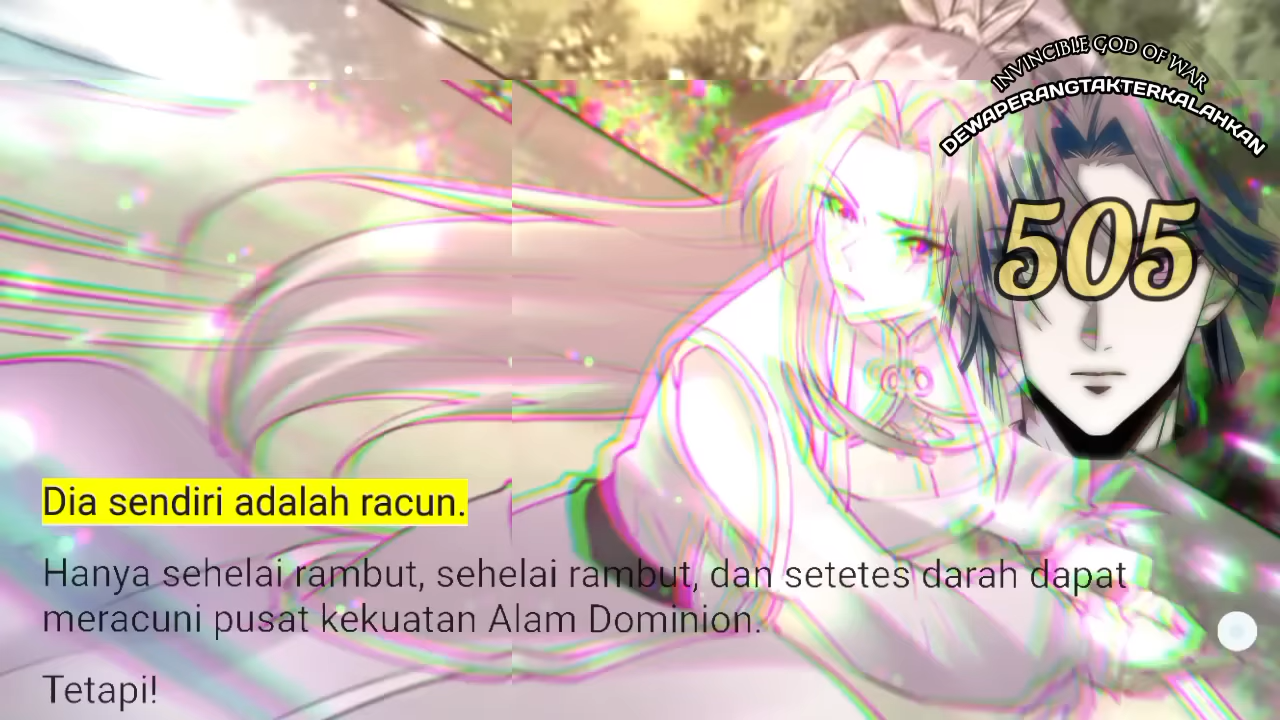 INVINCIBLE GOD OF WAR
DEWAPERANGTAKTERKALAHKAN
505
Dia sendiri adalah racun.
Hanya sehelai rambut, sehelai rambut, dan setetes darah dapat
meracuni pusat kekuatan Alam Dominion.
Tetapi!